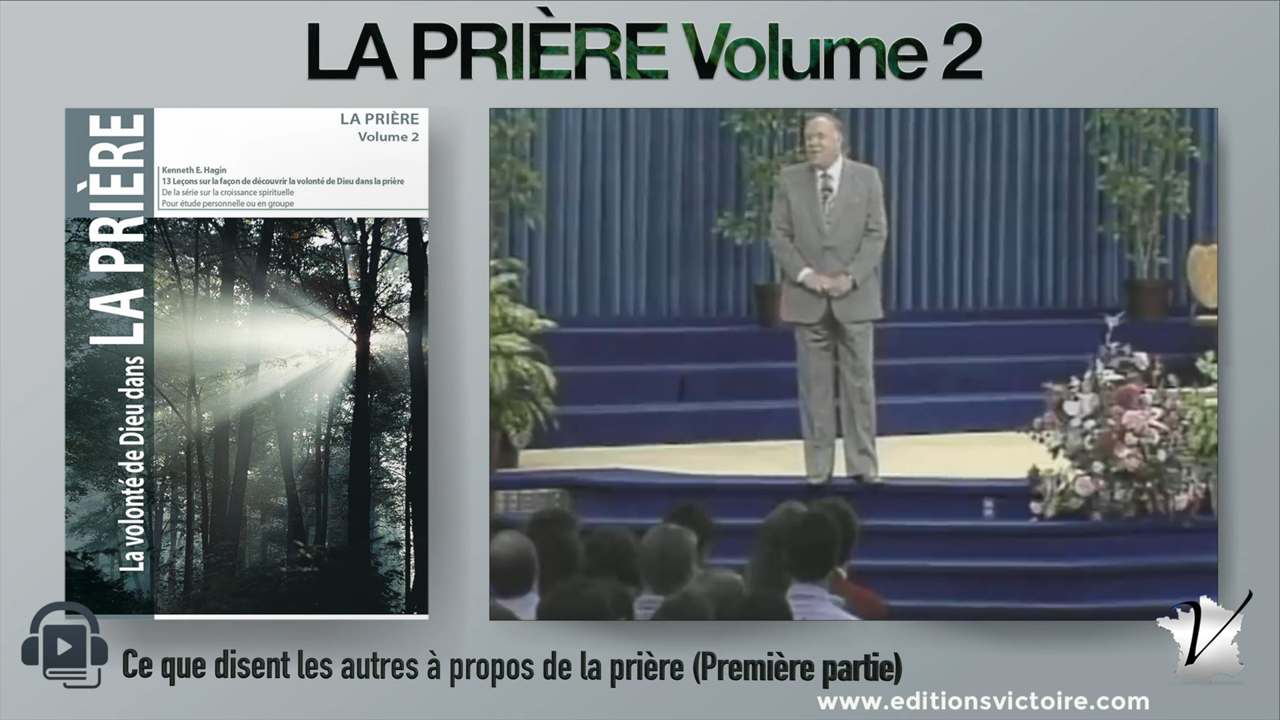 LA PRIÈRE Volume 2
LA PRIÈRE
Volume 2
Kenneth E. Hagin
13 Leçons sur la façon de découvrir la volonté de Dieu dans la prière
De la série sur la croissance spirituelle
Pour étude personnelle ou en groupe
La volonté de Dieu dans LA PRIÈRE
Ce que disent les autres à propos de la prière (Première partie)
V
www.editionsvictoire.com